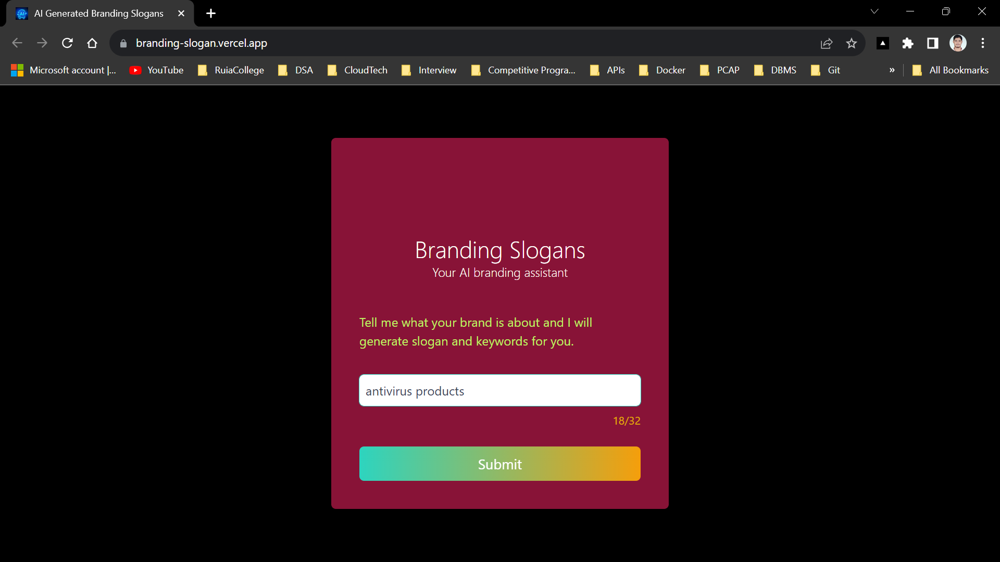 AI Generated Branding Slogans
branding-slogan.vercel.app
Microsoft account |... YouTube RuiaCollege DSA CloudTech Interview Competitive Progra... APIs Docker PCAP DBMS Git » All Bookmarks
Branding Slogans
Your AI branding assistant
Tell me what your brand is about and I will
generate slogan and keywords for you.
antivirus products
18/32
Submit